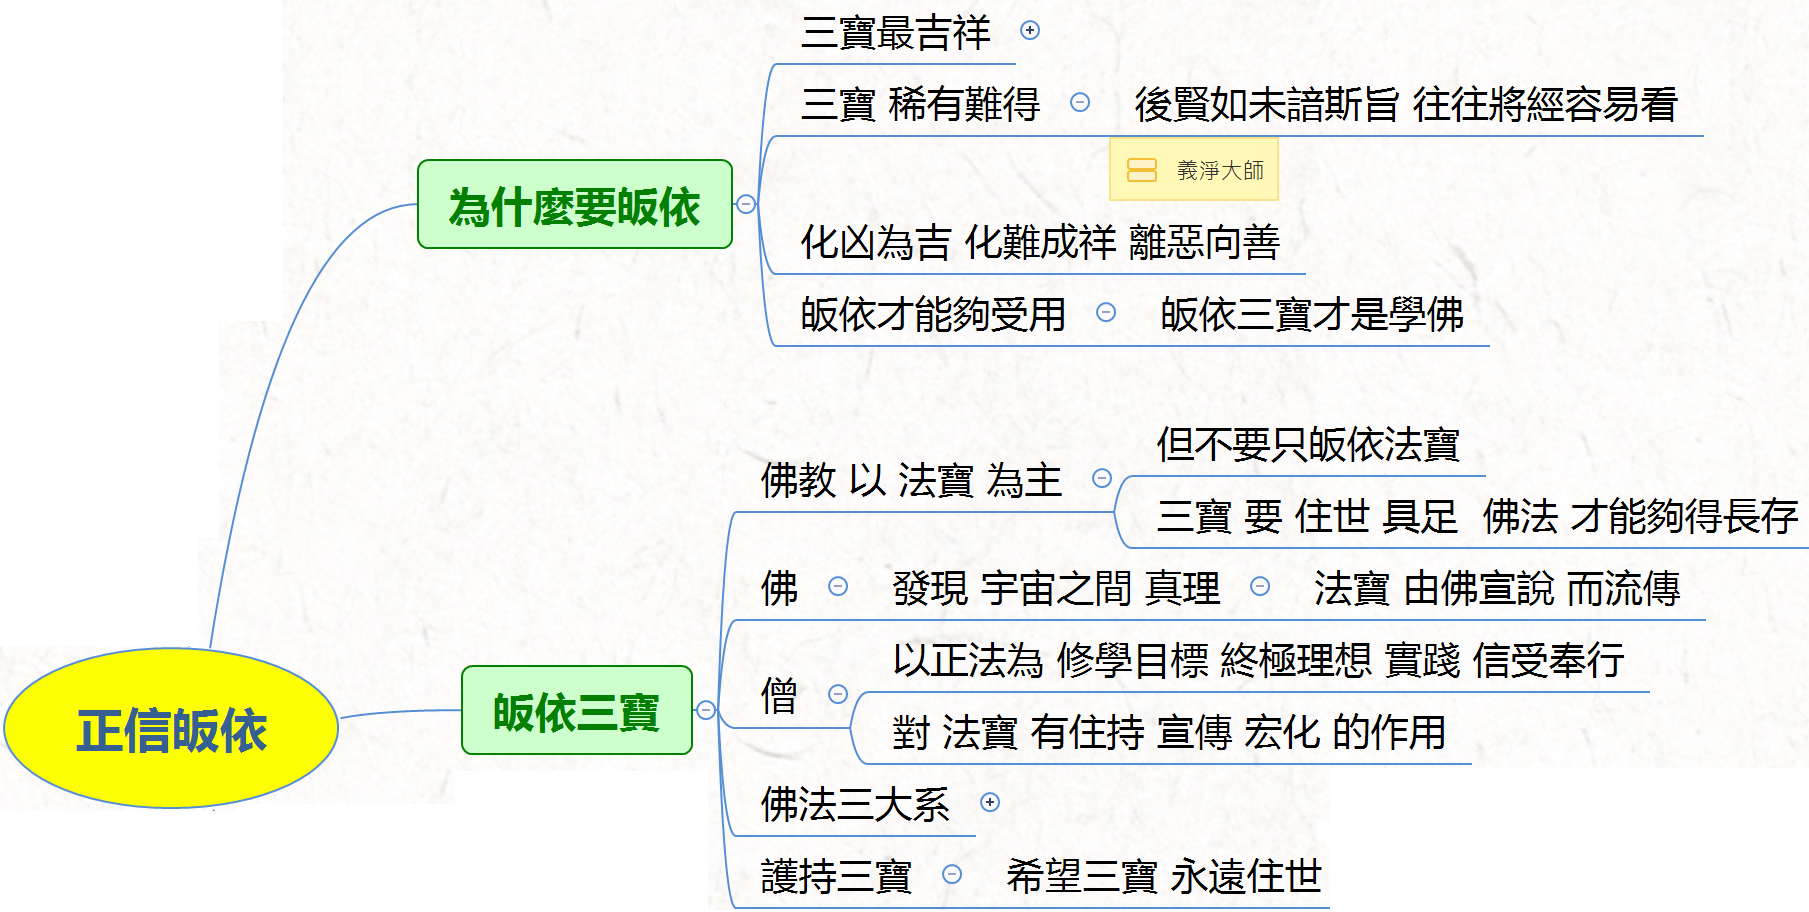 三寶最吉祥
三寶 稀有難得
後賢如未諳斯旨 往往將經容易看
義淨大師
為什麼要皈依
化凶為吉 化難成祥 離惡向善
皈依才能夠受用
皈依三寶才是學佛
佛教 以 法寶 為主
但不要只皈依法寶
三寶 要 住世 具足 佛法 才能夠得長存
佛
發現 宇宙之間 真理
法寶 由佛宣說 而流傳
正信皈依
皈依三寶
僧
以正法為 修學目標 終極理想 實踐 信受奉行
對 法寶 有住持 宣傳 宏化 的作用
佛法三大系
護持三寶
希望三寶 永遠住世